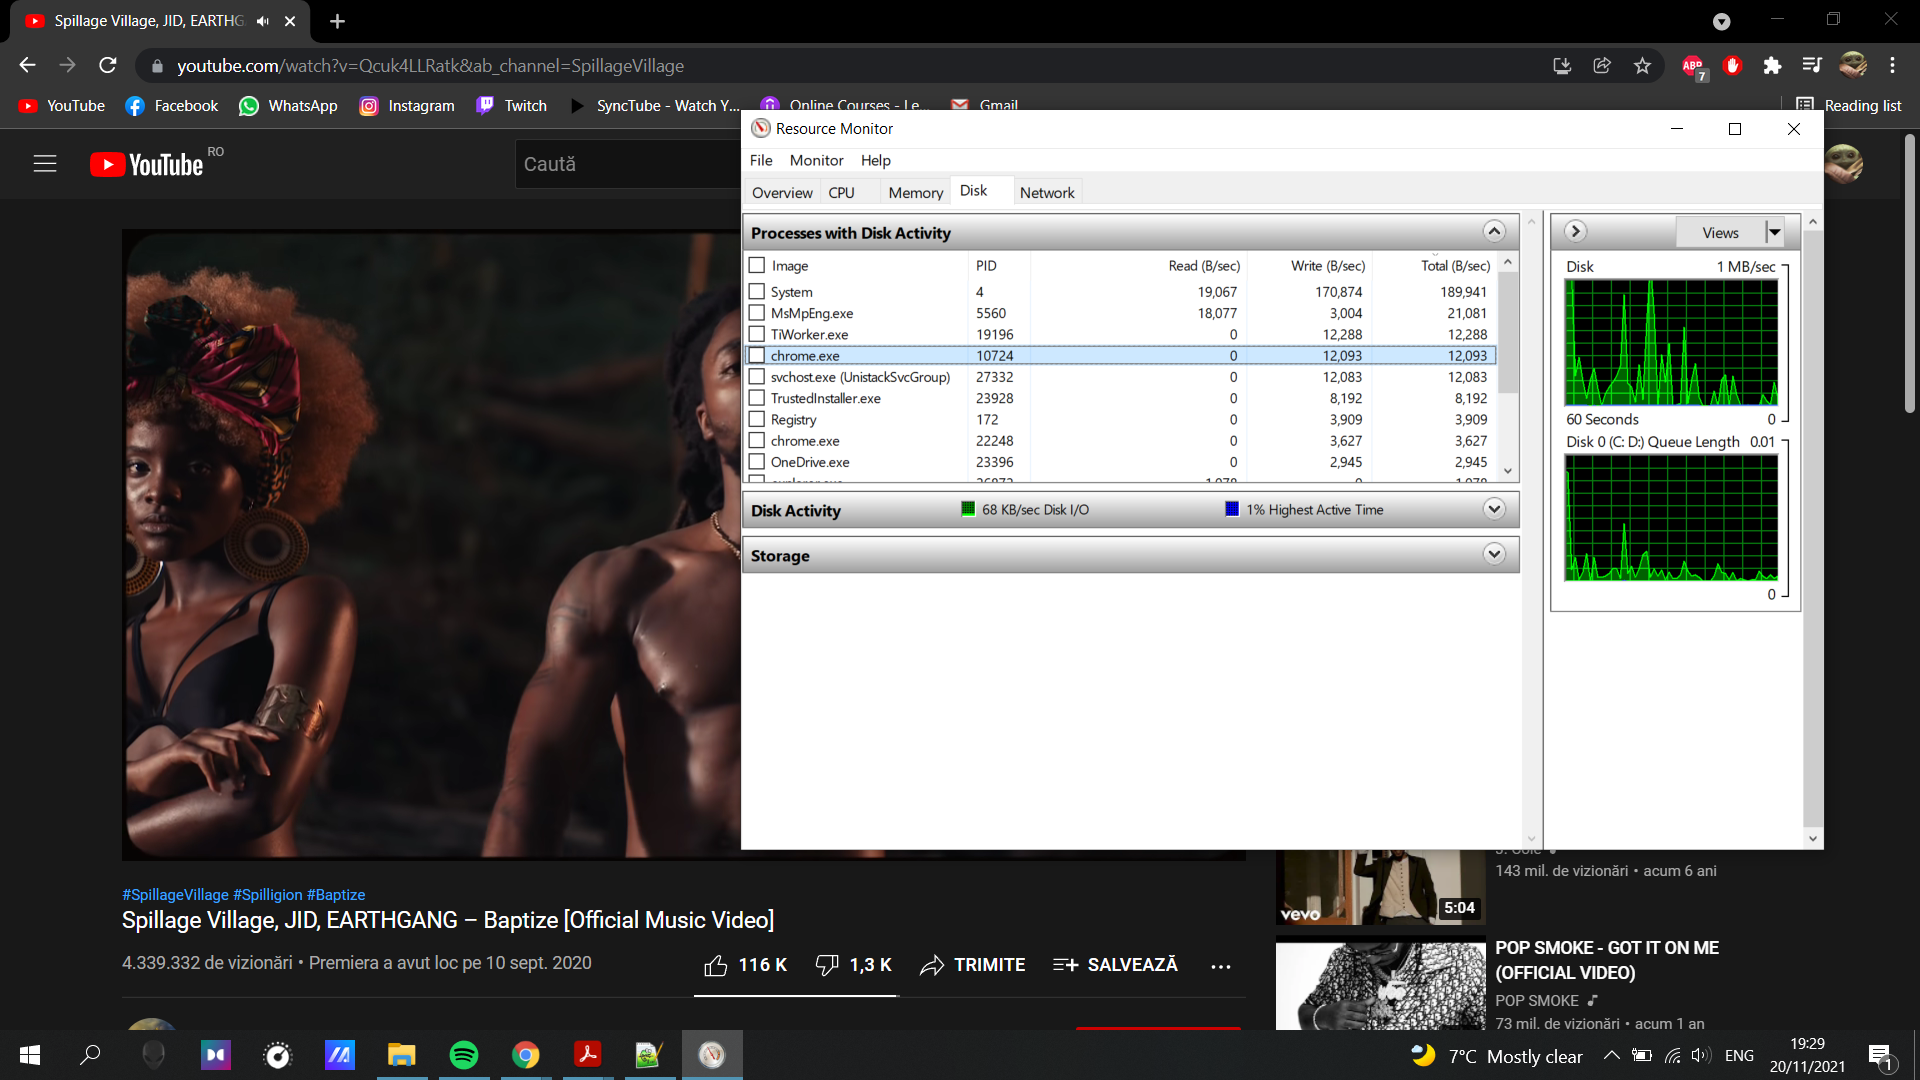 Spillage Village, JID, EARTHG
youtube.com/watch?v=Qcuk4LLRatk&ab_channel=SpillageVillage
ABP
7
YouTube
Facebook
WhatsApp
Instagram
Twitch
SyncTube - Watch Y...
Online Courses - Le...
Gmail
Reading list
YouTube RO
Caută
Resource Monitor
File Monitor Help
Overview CPU Memory Disk Network
Processes with Disk Activity
Image PID Read (B/sec) Write (B/sec) Total (B/sec)
System 4 19,067 170,874 189,941
MsMpEng.exe 5560 18,077 3,004 21,081
TiWorker.exe 19196 0 12,288 12,288
chrome.exe 10724 0 12,093 12,093
svchost.exe (UnistackSvcGroup) 27332 0 12,083 12,083
TrustedInstaller.exe 23928 0 8,192 8,192
Registry 172 0 3,909 3,909
chrome.exe 22248 0 3,627 3,627
OneDrive.exe 23396 0 2,945 2,945
Disk Activity 68 KB/sec Disk I/O 1% Highest Active Time
Storage
Views
Disk 1 MB/sec
60 Seconds 0
Disk 0 (C: D:) Queue Length 0.01
0
#SpillageVillage #Spilligion #Baptize
Spillage Village, JID, EARTHGANG – Baptize [Official Music Video]
4.339.332 de vizionări • Premiera a avut loc pe 10 sept. 2020
116 K 1,3 K TRIMITE SALVEAZĂ
143 mil. de vizionări • acum 6 ani
vevo
5:04
POP SMOKE - GOT IT ON ME
(OFFICIAL VIDEO)
POP SMOKE
73 mil. de vizionări • acum 1 an
7°C Mostly clear
ENG
19:29
20/11/2021
1